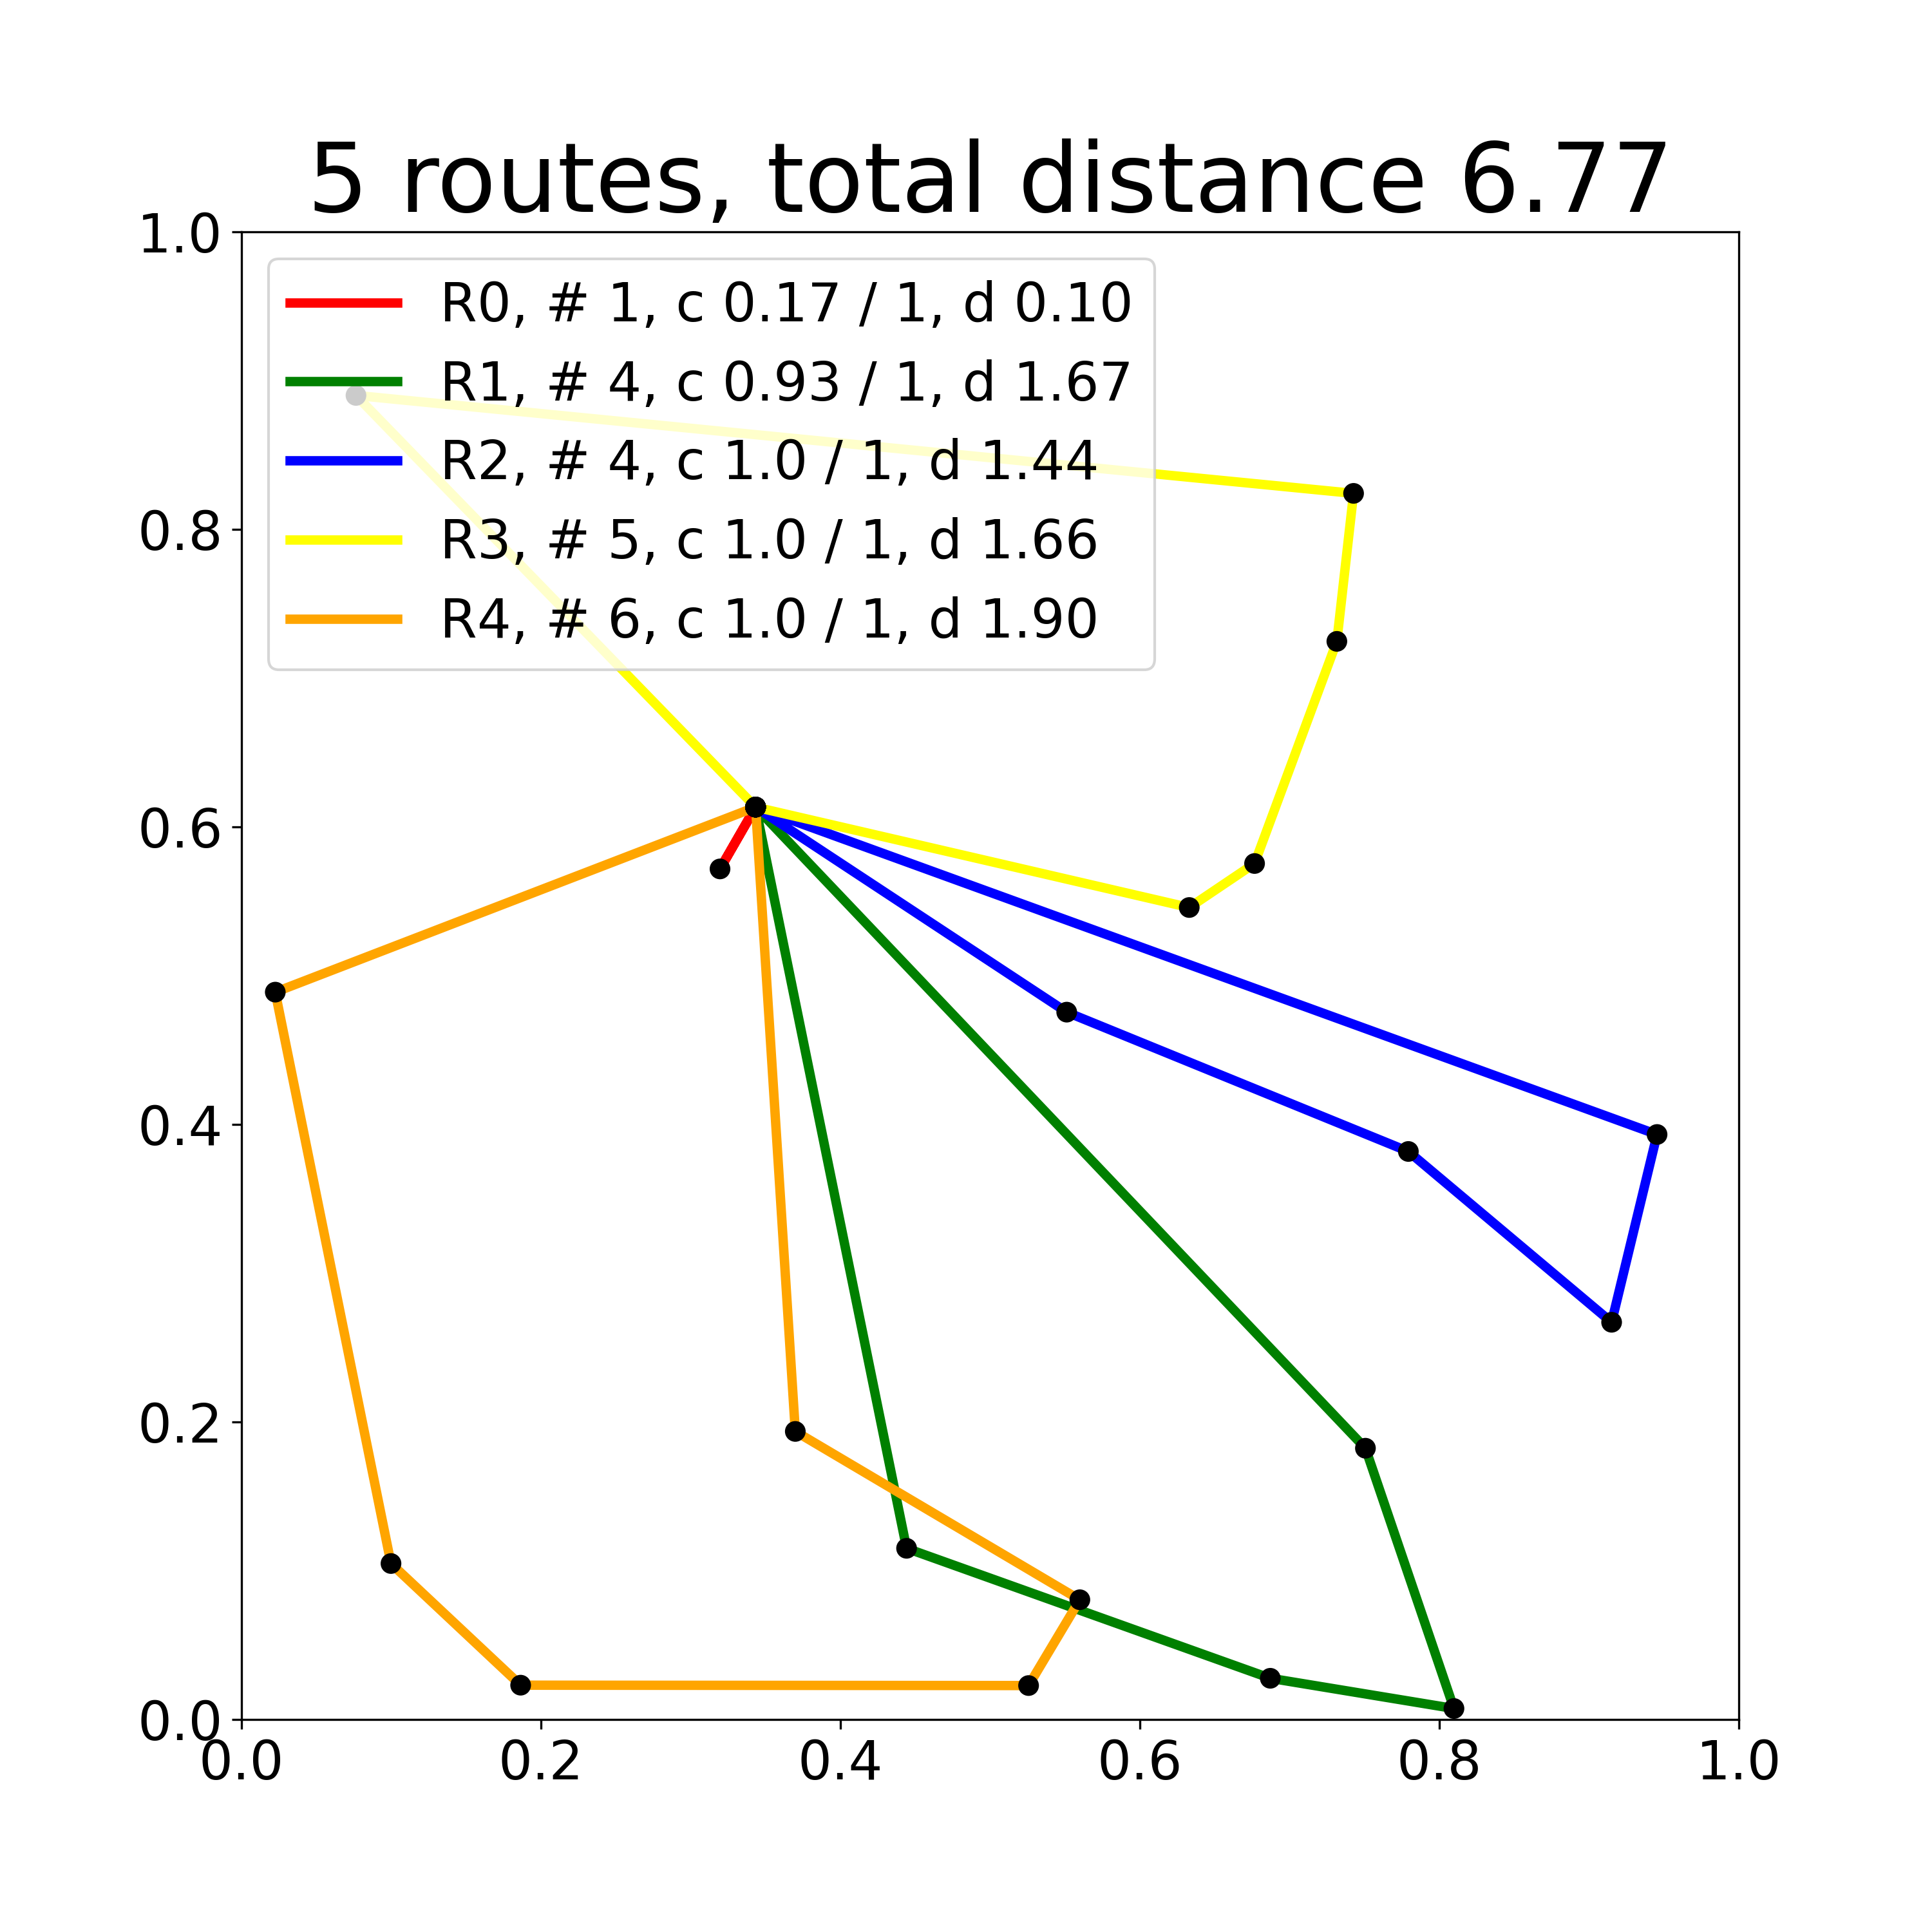 5 routes, total distance 6.77
1.0
R0, # 1, c 0.17 / 1, d 0.10
R1, # 4, c 0.93 / 1, d 1.67
R2, # 4, c 1.0 / 1, d 1.44
R3, # 5, c 1.0 / 1, d 1.66
R4, # 6, c 1.0 / 1, d 1.90
0.8
0.6
0.4
0.2
0.0
0.0 0.2 0.4 0.6 0.8 1.0